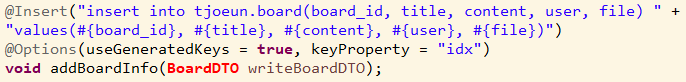 @Insert("insert into tjoeun.board(board_id, title, content, user, file) " +
"values(#{board_id}, #{title}, #{content}, #{user}, #{file})")
@Options(useGeneratedKeys = true, keyProperty = "idx")
void addBoardInfo(BoardDTO writeBoardDTO);